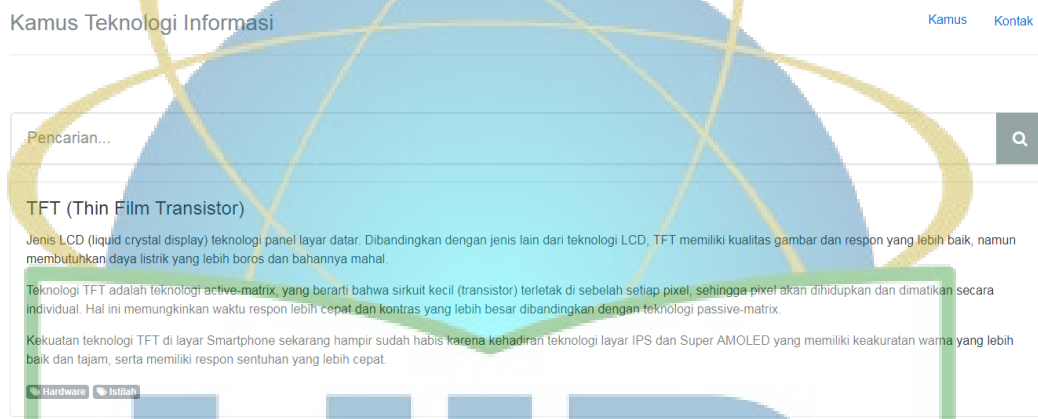 Kamus Teknologi Informasi
Kamus Kontak
Pencarian...
TFT (Thin Film Transistor)
Jenis LCD (liquid crystal display) teknologi panel layar datar. Dibandingkan dengan jenis lain dari teknologi LCD, TFT memiliki kualitas gambar dan respon yang lebih baik, namun
membutuhkan daya listrik yang lebih boros dan bahannya mahal.
Teknologi TFT adalah teknologi active-matrix, yang berarti bahwa sirkuit kecil (transistor) terletak di sebelah setiap pixel, sehingga pixel akan dihidupkan dan dimatikan secara
individual. Hal ini memungkinkan waktu respon lebih cepat dan kontras yang lebih besar dibandingkan dengan teknologi passive-matrix.
Kekuatan teknologi TFT di layar Smartphone sekarang hampir sudah habis karena kehadiran teknologi layar IPS dan Super AMOLED yang memiliki keakuratan warna yang lebih
baik dan tajam, serta memiliki respon sentuhan yang lebih cepat.
Hardware Istilah